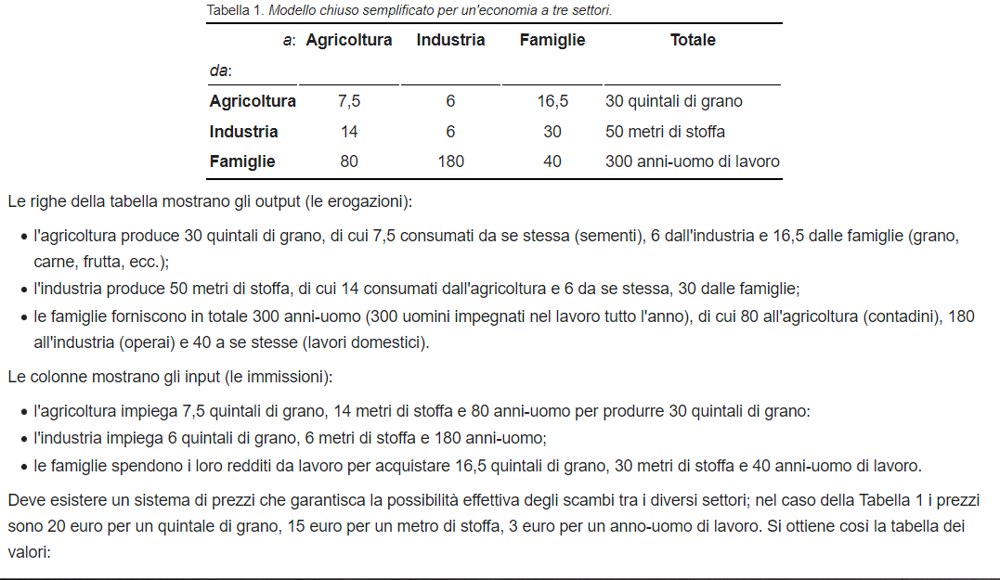 Tabella 1. Modello chiuso semplificato per un'economia a tre settori.
a: Agricoltura Industria Famiglie Totale
da:
Agricoltura 7,5 6 16,5 30 quintali di grano
Industria 14 6 30 50 metri di stoffa
Famiglie 80 180 40 300 anni-uomo di lavoro
Le righe della tabella mostrano gli output (le erogazioni):
• l'agricoltura produce 30 quintali di grano, di cui 7,5 consumati da se stessa (sementi), 6 dall'industria e 16,5 dalle famiglie (grano,
carne, frutta, ecc.);
• l'industria produce 50 metri di stoffa, di cui 14 consumati dall'agricoltura e 6 da se stessa, 30 dalle famiglie;
• le famiglie forniscono in totale 300 anni-uomo (300 uomini impegnati nel lavoro tutto l'anno), di cui 80 all'agricoltura (contadini), 180
all'industria (operai) e 40 a se stesse (lavori domestici).
Le colonne mostrano gli input (le immissioni):
• l'agricoltura impiega 7,5 quintali di grano, 14 metri di stoffa e 80 anni-uomo per produrre 30 quintali di grano:
• l'industria impiega 6 quintali di grano, 6 metri di stoffa e 180 anni-uomo;
• le famiglie spendono i loro redditi da lavoro per acquistare 16,5 quintali di grano, 30 metri di stoffa e 40 anni-uomo di lavoro.
Deve esistere un sistema di prezzi che garantisca la possibilità effettiva degli scambi tra i diversi settori; nel caso della Tabella 1 i prezzi
sono 20 euro per un quintale di grano, 15 euro per un metro di stoffa, 3 euro per un anno-uomo di lavoro. Si ottiene così la tabella dei
valori: